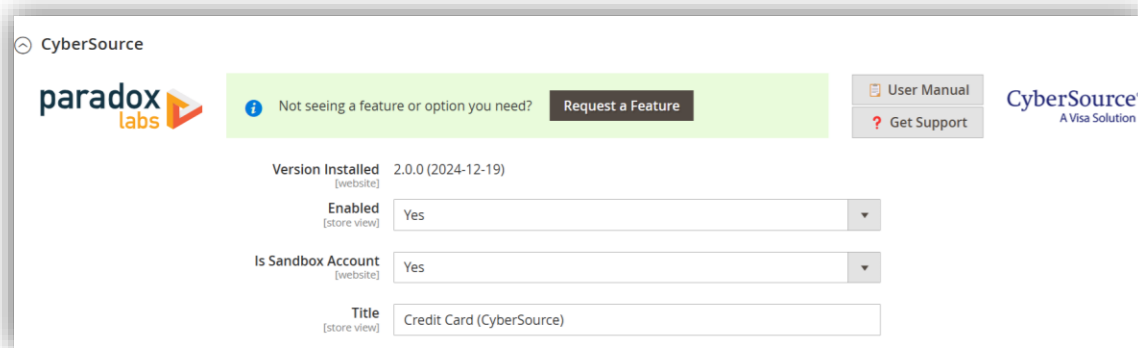 CyberSource
paradox
labs
Not seeing a feature or option you need?
Request a Feature
User Manual
? Get Support
CyberSource
A Visa Solution
Version Installed 2.0.0 (2024-12-19)
[website]
Enabled
[store view]
Yes
Is Sandbox Account
[website]
Yes
Title
[store view]
Credit Card (CyberSource)